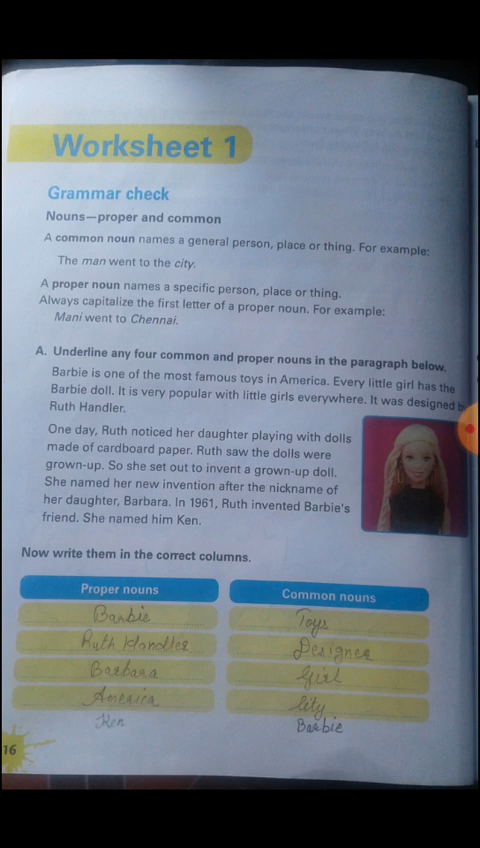 Worksheet 1
Grammar check
Nouns—proper and common
A common noun names a general person, place or thing. For example:
The man went to the city.
A proper noun names a specific person, place or thing.
Always capitalize the first letter of a proper noun. For example:
Mani went to Chennai.
A. Underline any four common and proper nouns in the paragraph below.
Barbie is one of the most famous toys in America. Every little girl has the
Barbie doll. It is very popular with little girls everywhere. It was designed
Ruth Handler.
One day, Ruth noticed her daughter playing with dolls
made of cardboard paper. Ruth saw the dolls were
grown-up. So she set out to invent a grown-up doll.
She named her new invention after the nickname of
her daughter, Barbara. In 1961, Ruth invented Barbie's
friend. She named him Ken.
Now write them in the correct columns.
Proper nouns Common nouns
Barbie Toys
Ruth Handler Designer
Barbara Girl
America City
Ken Barbie
16